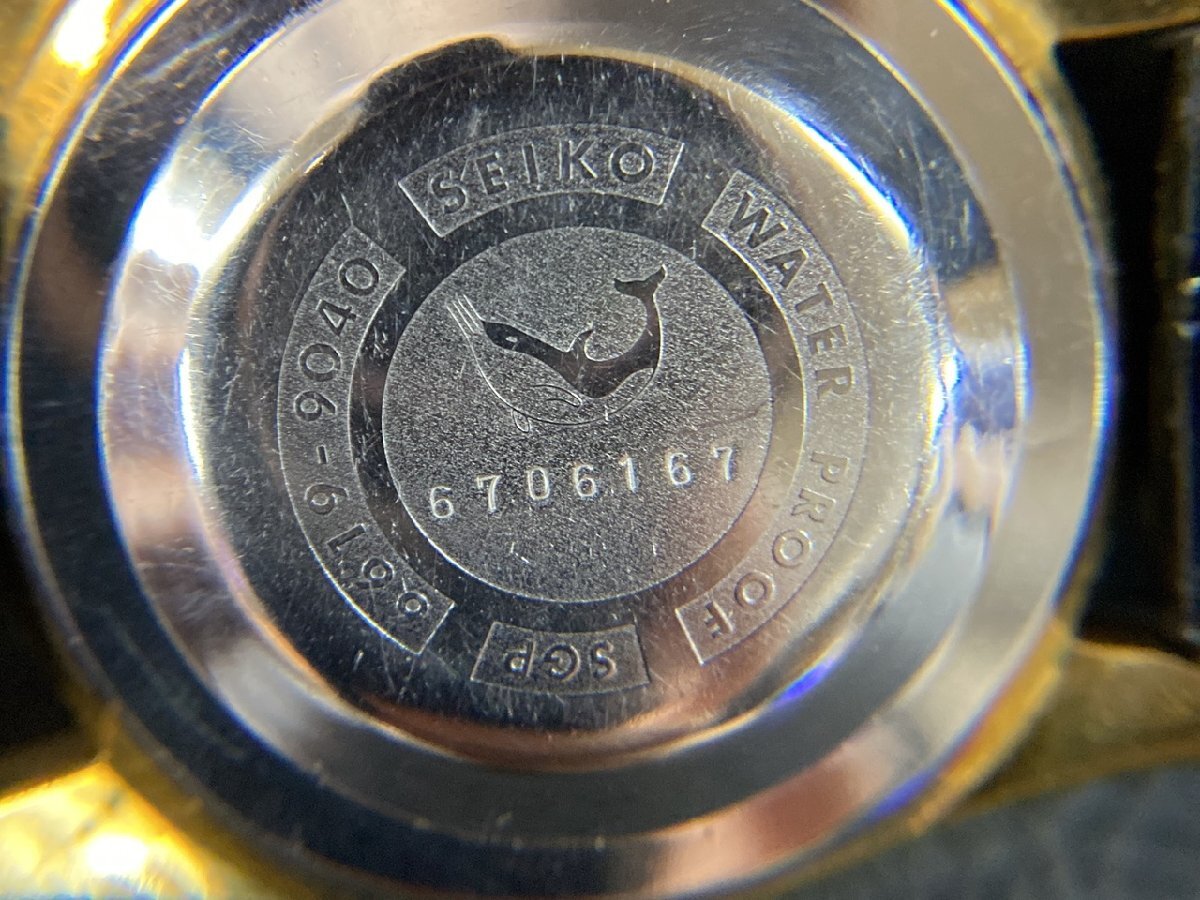 SEIKO
WATER PROOF
SGP
6619-9040
6706167